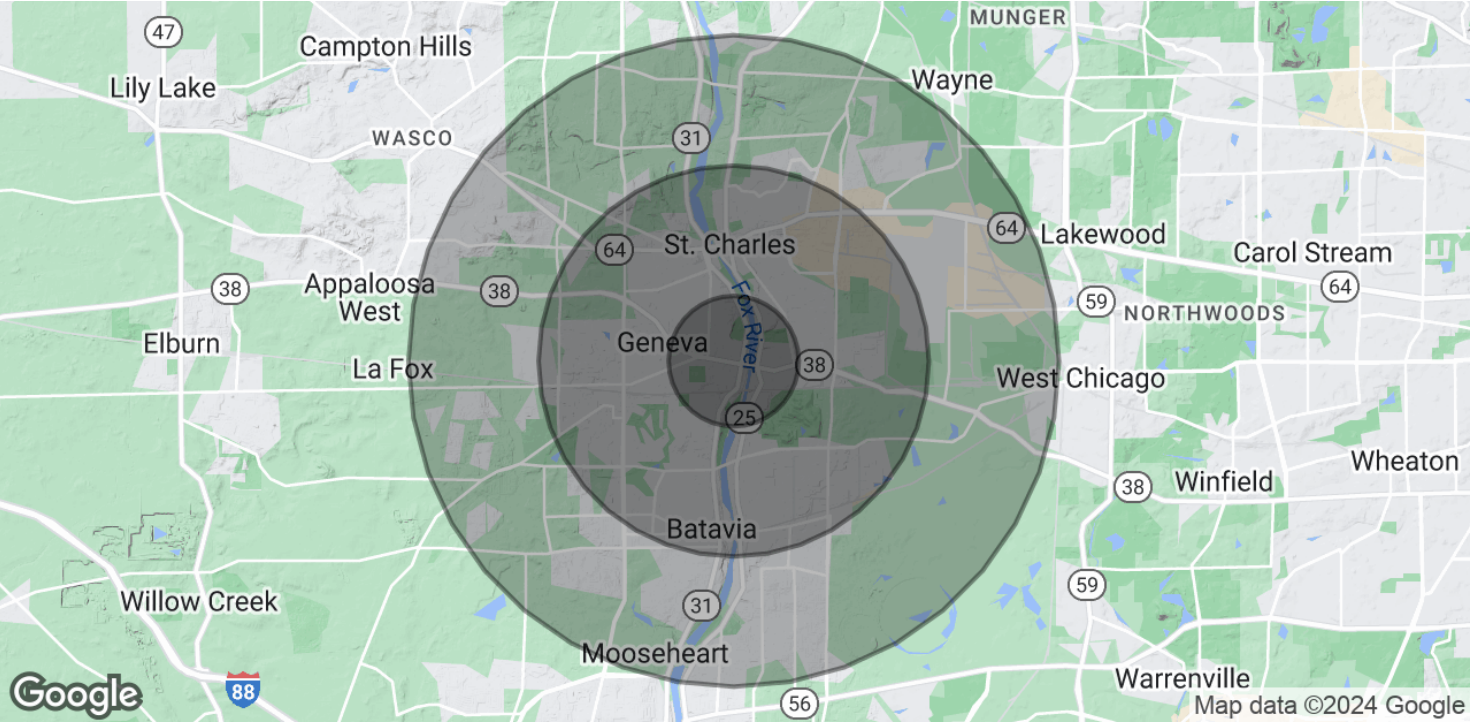 MUNGER
47
Campton Hills
Wayne
Lily Lake
31
WASCO
64
Lakewood
64
St. Charles
Carol Stream
38
Appaloosa
West
38
64
59
NORTHWOODS
Fox River
Elburn
Geneva
38
La Fox
West Chicago
25
Wheaton
38
Winfield
Batavia
59
Willow Creek
31
Mooseheart
Warrenville
Google
88
56
Map data ©2024 Google